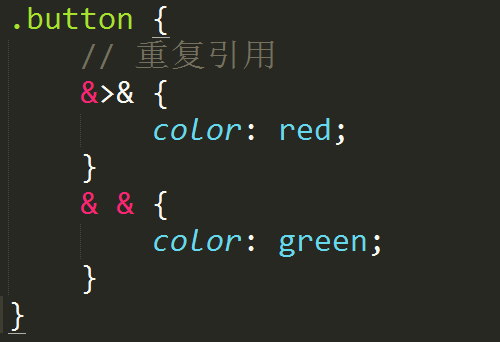 .button {
    // 重复引用
    &>& {
        color: red;
    }
    & & {
        color: green;
    }
}